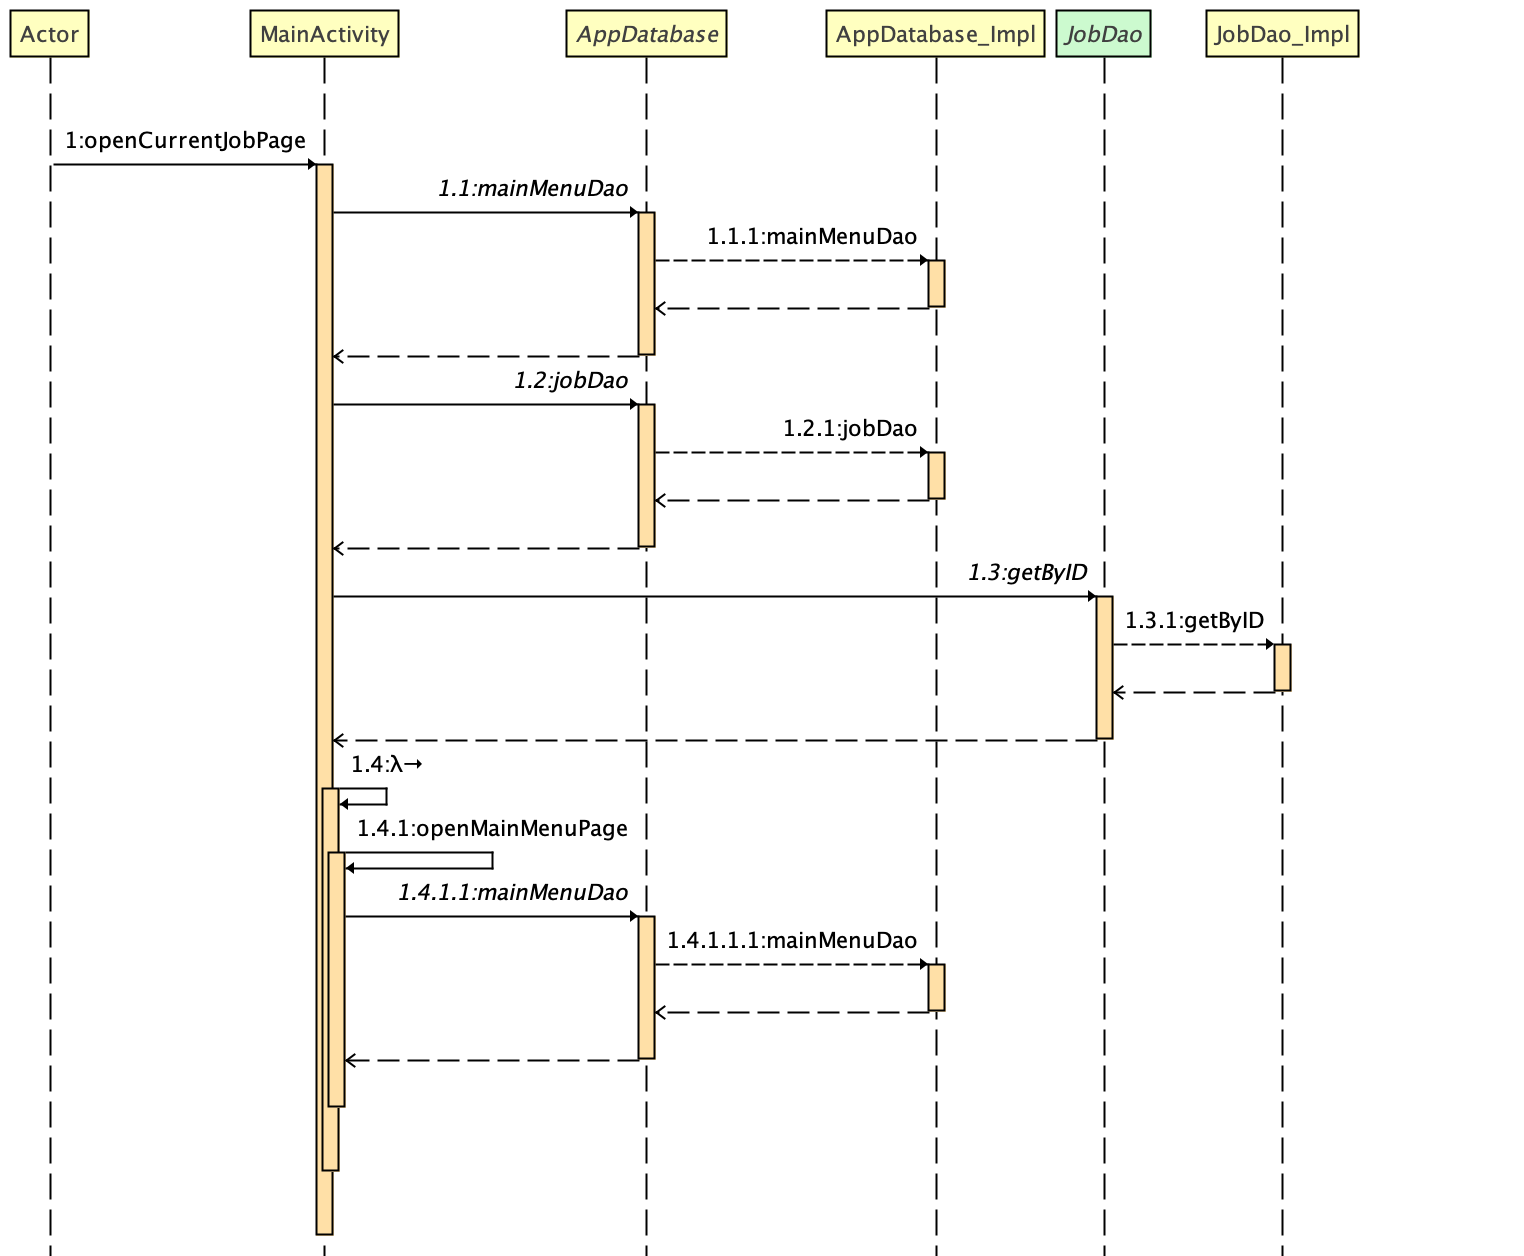 Actor
MainActivity
AppDatabase
AppDatabase_Impl
JobDao
JobDao_Impl
1:openCurrentJobPage
1.1:mainMenuDao
1.1.1:mainMenuDao
1.2:jobDao
1.2.1:jobDao
1.3:getByID
1.3.1:getByID
1.4:λ→
1.4.1:openMainMenuPage
1.4.1.1:mainMenuDao
1.4.1.1.1:mainMenuDao